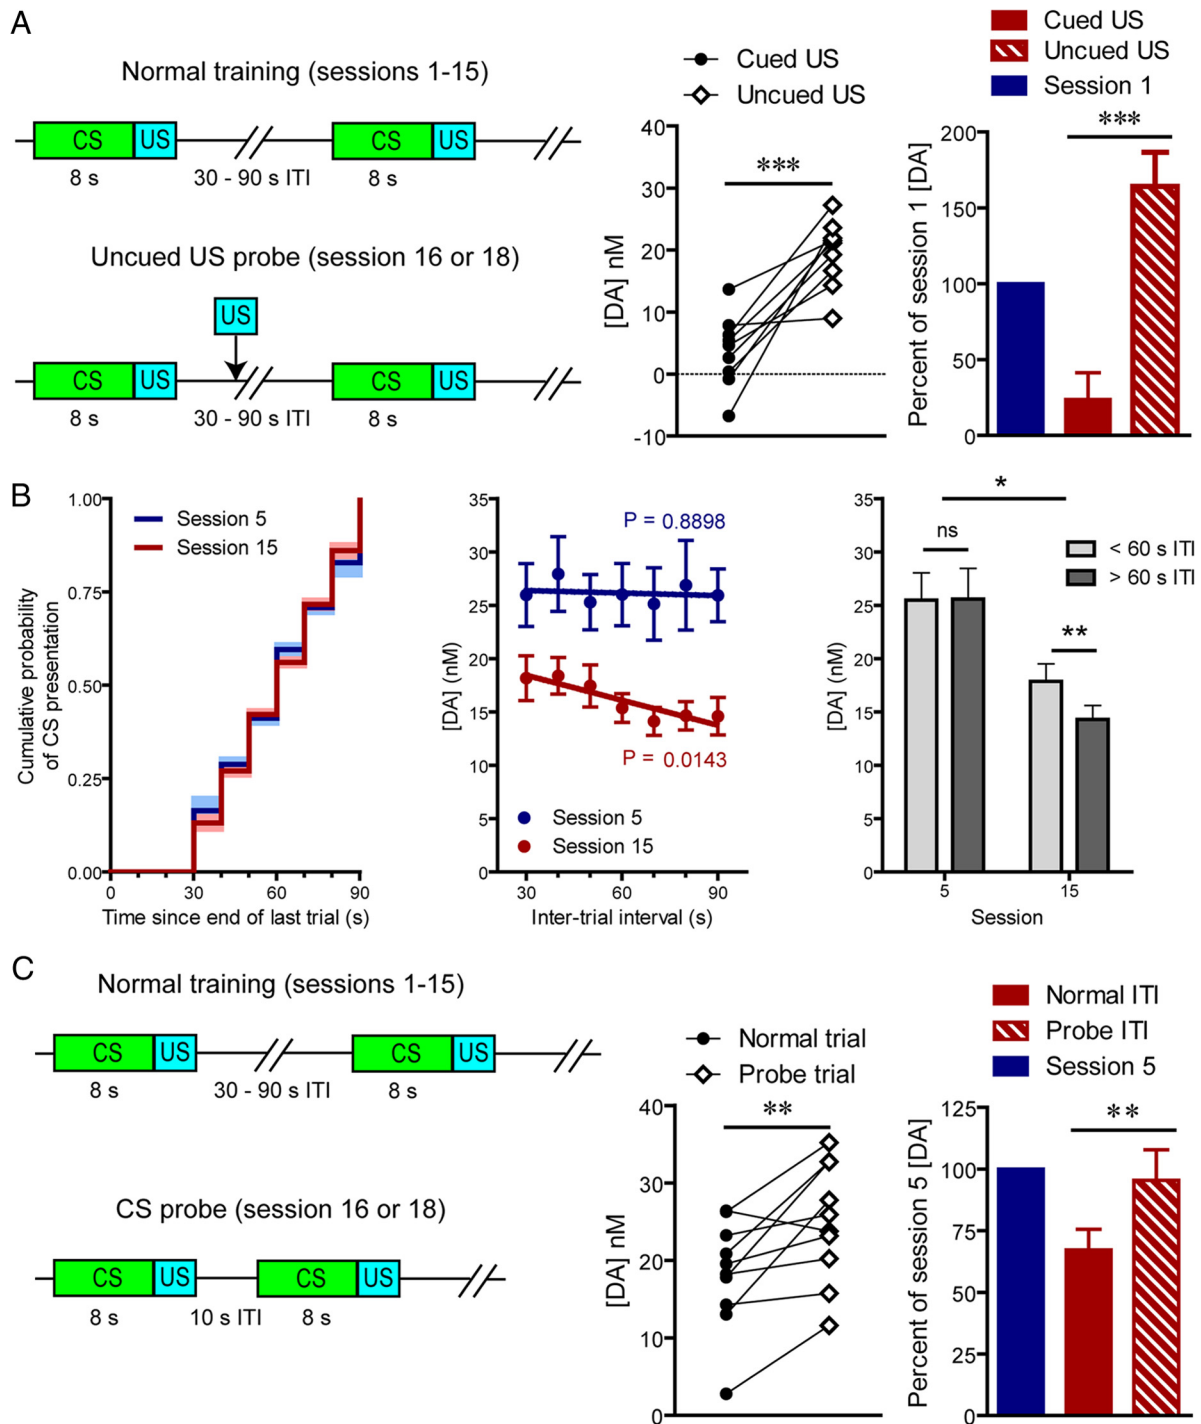 A
Normal training (sessions 1-15)
CS US CS US
8 s 30 - 90 s ITI 8 s
Uncued US probe (session 16 or 18)
US
CS US CS US
8 s 30 - 90 s ITI 8 s
Cued US
Uncued US
***
[DA] nM
40
30
20
10
0
-10
Cued US
Uncued US
Session 1
***
Percent of session 1 [DA]
200
150
100
50
0
B
Session 5
Session 15
Cumulative probability
of CS presentation
1.00
0.75
0.50
0.25
0.00
0 30 60 90
Time since end of last trial (s)
P = 0.8898
P = 0.0143
Session 5
Session 15
[DA] (nM)
35
30
25
20
15
10
5
0
30 60 90
Inter-trial interval (s)
*
ns
**
< 60 s ITI
> 60 s ITI
[DA] (nM)
35
30
25
20
15
10
5
0
5 15
Session
C
Normal training (sessions 1-15)
CS US CS US
8 s 30 - 90 s ITI 8 s
CS probe (session 16 or 18)
CS US CS US
8 s 10 s ITI 8 s
Normal trial
Probe trial
**
[DA] nM
40
30
20
10
0
Normal ITI
Probe ITI
Session 5
**
Percent of session 5 [DA]
125
100
75
50
25
0